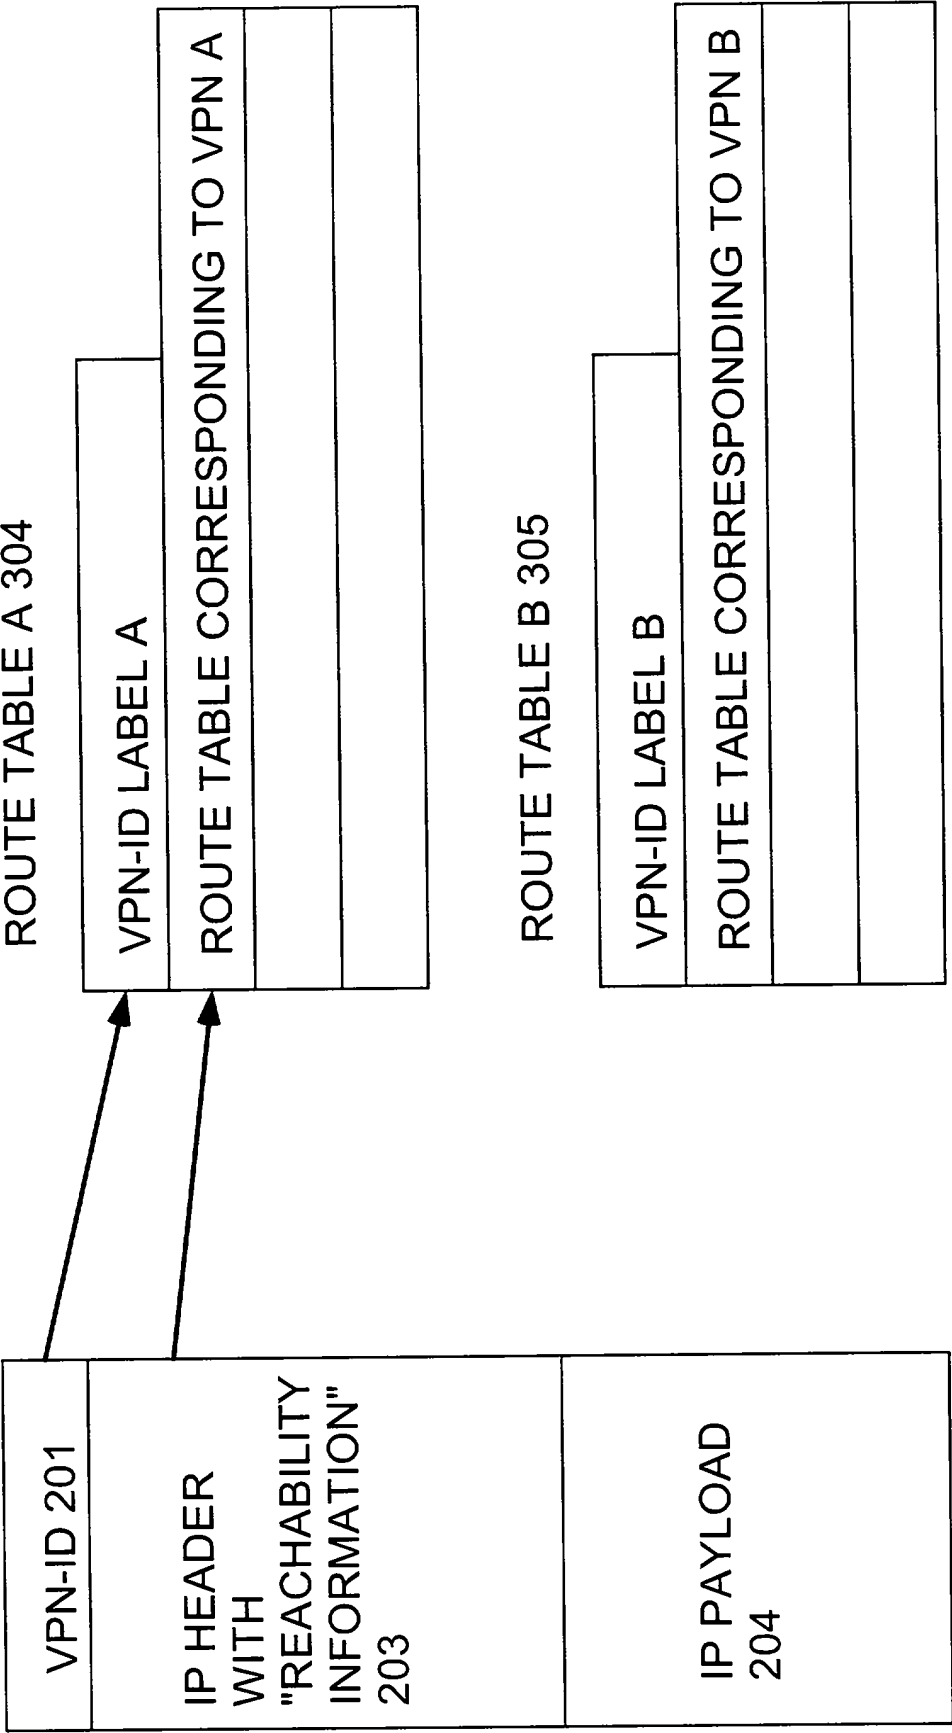 VPN-ID 201
IP HEADER
WITH
"REACHABILITY
INFORMATION"
203
IP PAYLOAD
204
ROUTE TABLE A 304
VPN-ID LABEL A
ROUTE TABLE CORRESPONDING TO VPN A
ROUTE TABLE B 305
VPN-ID LABEL B
ROUTE TABLE CORRESPONDING TO VPN B